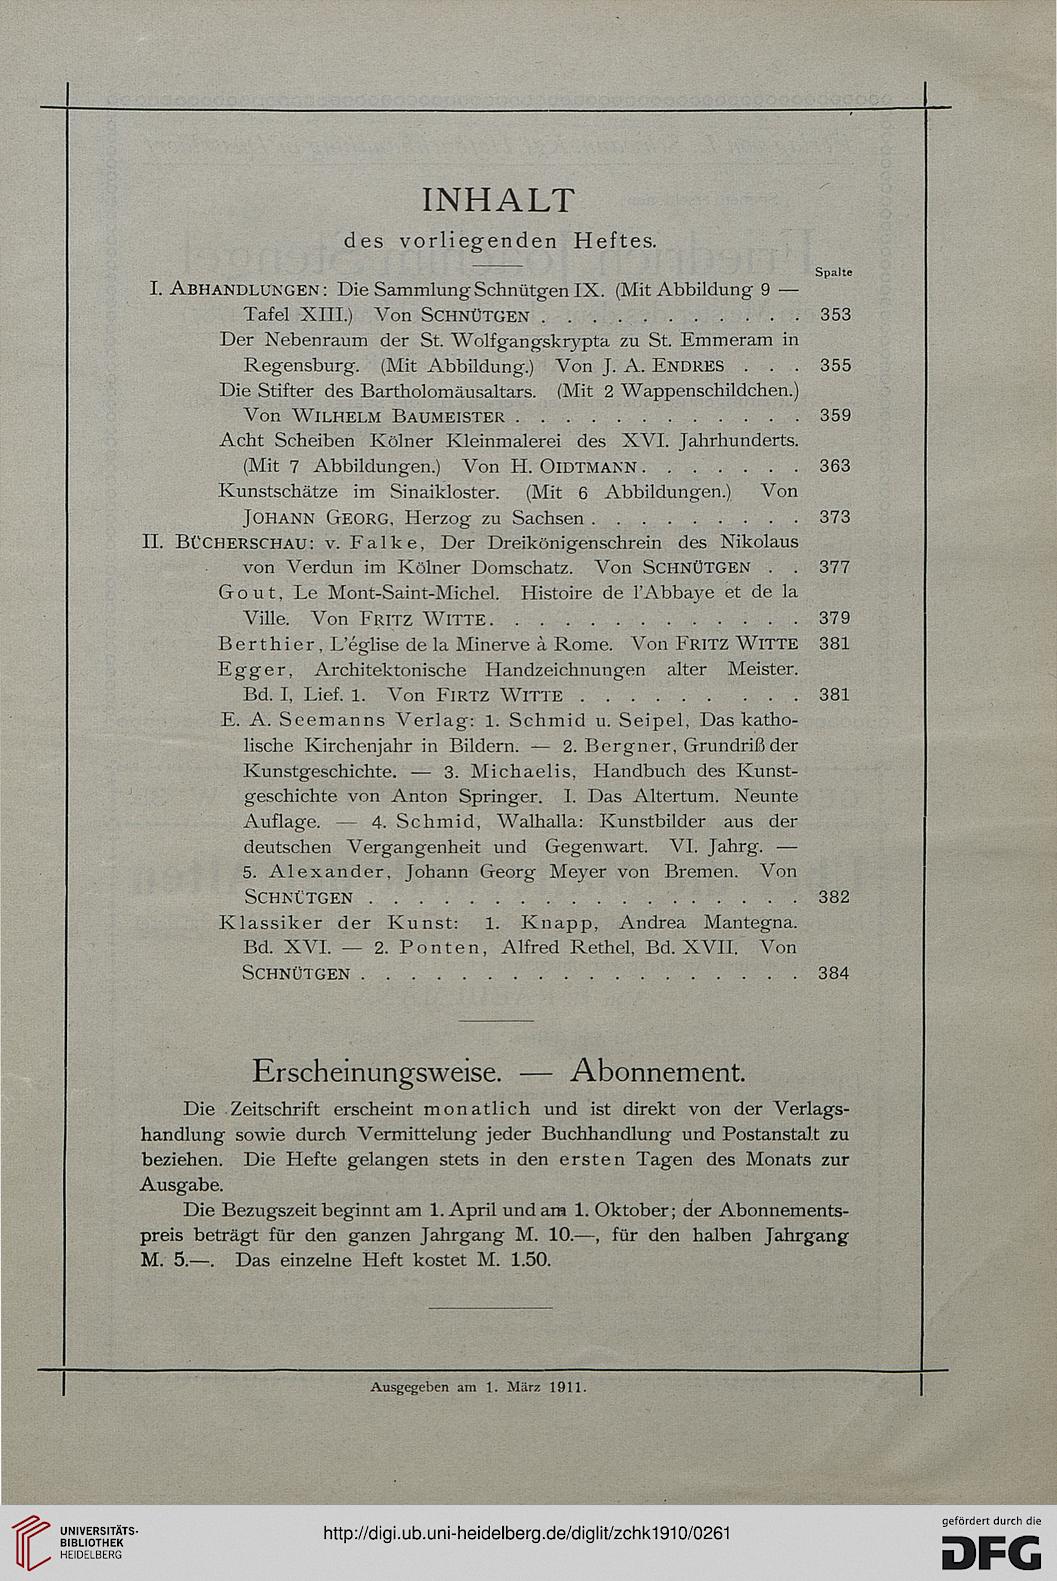 INHALT
des vorliegenden Heftes.
Spalte
I. ABHANDLUNGEN: Die Sammlung Schnütgen IX. (Mit Abbildung 9 —
Tafel XIII.) Von SCHNÜTGEN . . . . . . . . . . . 353
Der Nebenraum der St. Wolfgangskrypta zu St. Emmeram in
Regensburg. (Mit Abbildung.) Von J. A. ENDRES . . . 355
Die Stifter des Bartholomäusaltars. (Mit 2 Wappenschildchen.)
Von WILHELM BAUMEISTER . . . . . . . . . . . . 359
Acht Scheiben Kölner Kleinmalerei des XVI. Jahrhunderts.
(Mit 7 Abbildungen.) Von H. OIDTMANN . . . . . . . 363
Kunstschätze im Sinaikloster. (Mit 6 Abbildungen.) Von
JOHANN GEORG, Herzog zu Sachsen . . . . . . . . . 373
II. BÜCHERSCHAU: v. Falke, Der Dreikönigenschrein des Nikolaus
von Verdun im Kölner Domschatz. Von SCHNÜTGEN . . 377
Gout, Le Mont-Saint-Michel. Histoire de l'Abbaye et de la
Ville. Von FRITZ WITTE . . . . . . . . . . . . . 379
Berthier, L'église de la Minerve à Rome. Von FRITZ WITTE 381
Egger, Architektonische Handzeichnungen alter Meister.
Bd. I, Lief. 1. Von FIRTZ WITTE . . . . . . . . . 381
E. A. Seemanns Verlag: 1. Schmid u. Seipel, Das katho-
lische Kirchenjahr in Bildern. — 2. Bergner, Grundriß der
Kunstgeschichte. — 3. Michaelis, Handbuch des Kunst-
geschichte von Anton Springer. I. Das Altertum. Neunte
Auflage. — 4. Schmid, Walhalla: Kunstbilder aus der
deutschen Vergangenheit und Gegenwart. VI. Jahrg. —
5. Alexander, Johann Georg Meyer von Bremen. Von
SCHNÜTGEN . . . . . . . . . . . . . . . . . . 382
Klassiker der Kunst: 1. Knapp, Andrea Mantegna.
Bd. XVI. — 2. Ponten, Alfred Rethel, Bd. XVII. Von
SCHNÜTGEN . . . . . . . . . . . . . . . . . . 384
Erscheinungsweise. — Abonnement.
Die Zeitschrift erscheint monatlich und ist direkt von der Verlags-
handlung sowie durch Vermittelung jeder Buchhandlung und Postanstalt zu
beziehen. Die Hefte gelangen stets in den ersten Tagen des Monats zur
Ausgabe.
Die Bezugszeit beginnt am 1. April und am 1. Oktober; der Abonnements-
preis beträgt für den ganzen Jahrgang M. 10.—, für den halben Jahrgang
M. 5.—. Das einzelne Heft kostet M. 1.50.
Ausgegeben am 1. März 1911.
UNIVERSITÄTS-
BIBLIOTHEK
HEIDELBERG
http://digi.ub.uni-heidelberg.de/diglit/zchk1910/0261
gefördert durch die
DFG